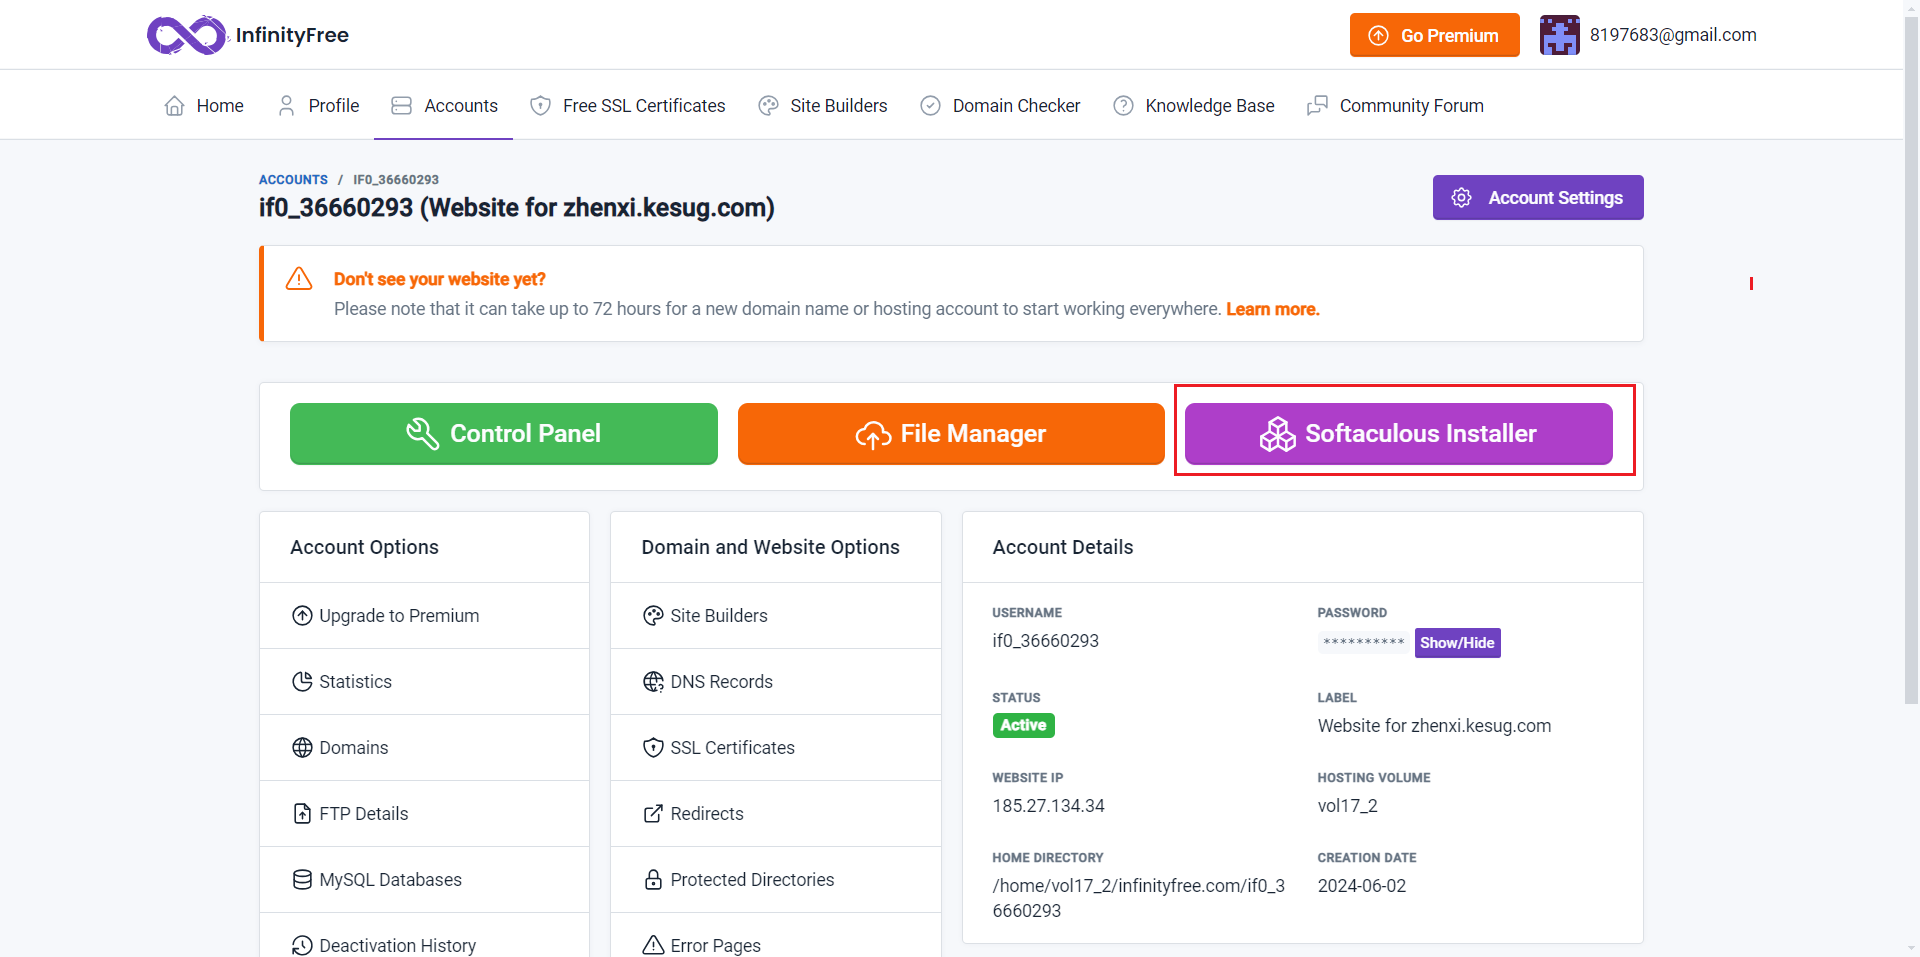 InfinityFree
Go Premium
8197683@gmail.com
Home
Profile
Accounts
Free SSL Certificates
Site Builders
Domain Checker
Knowledge Base
Community Forum
ACCOUNTS / IF0_36660293
if0_36660293 (Website for zhenxi.kesug.com)
Account Settings
Don't see your website yet?
Please note that it can take up to 72 hours for a new domain name or hosting account to start working everywhere. Learn more.
Control Panel
File Manager
Softaculous Installer
Account Options
Upgrade to Premium
Statistics
Domains
FTP Details
MySQL Databases
Deactivation History
Domain and Website Options
Site Builders
DNS Records
SSL Certificates
Redirects
Protected Directories
Error Pages
Account Details
USERNAME
if0_36660293
PASSWORD
********** Show/Hide
STATUS
Active
LABEL
Website for zhenxi.kesug.com
WEBSITE IP
185.27.134.34
HOSTING VOLUME
vol17_2
HOME DIRECTORY
/home/vol17_2/infinityfree.com/if0_3
6660293
CREATION DATE
2024-06-02